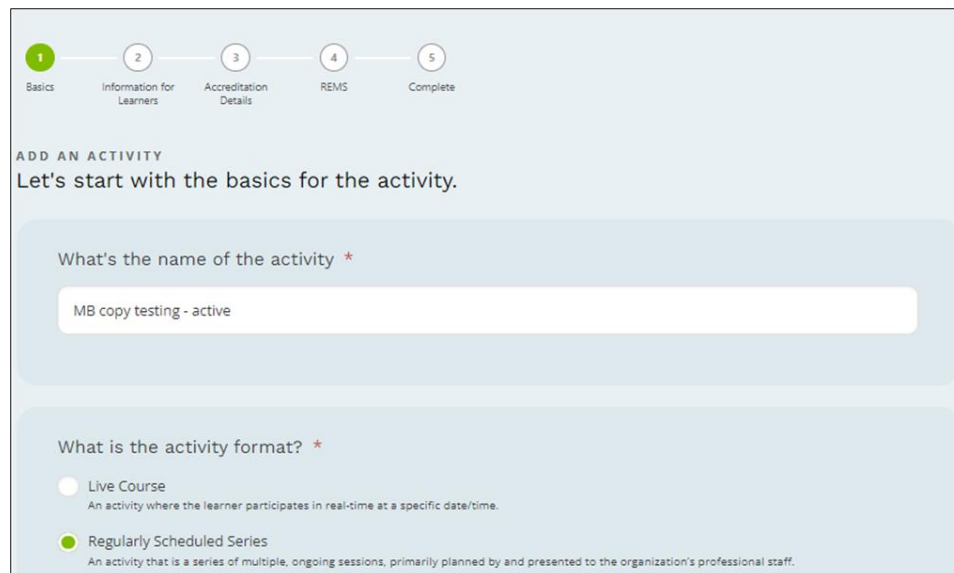 1
2
3
4
5
Basics
Information for
Learners
Accreditation
Details
REMS
Complete
ADD AN ACTIVITY
Let's start with the basics for the activity.
What's the name of the activity *
MB copy testing - active
What is the activity format? *
Live Course
An activity where the learner participates in real-time at a specific date/time.
Regularly Scheduled Series
An activity that is a series of multiple, ongoing sessions, primarily planned by and presented to the organization's professional staff.